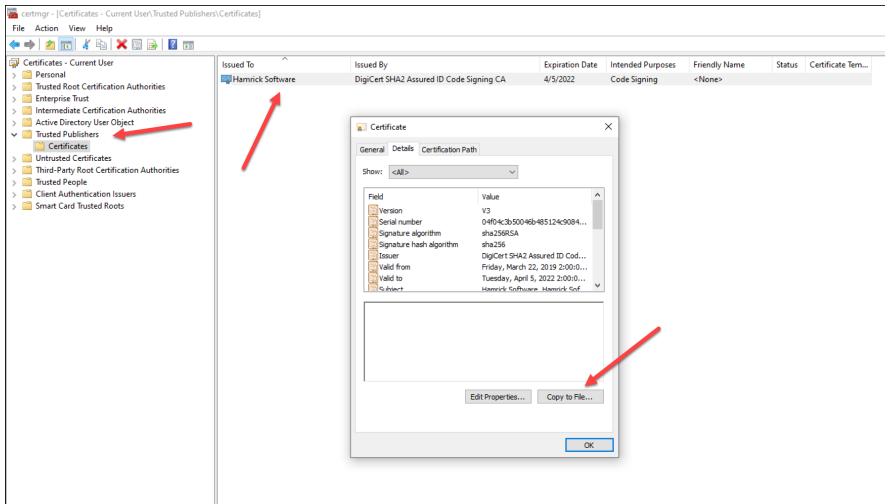 certmgr - [Certificates - Current User\Trusted Publishers\Certificates]
File Action View Help
Certificates - Current User
Personal
Trusted Root Certification Authorities
Enterprise Trust
Intermediate Certification Authorities
Active Directory User Object
Trusted Publishers
Certificates
Untrusted Certificates
Third-Party Root Certification Authorities
Trusted People
Client Authentication Issuers
Smart Card Trusted Roots
Issued To Issued By Expiration Date Intended Purposes Friendly Name Status Certificate Tem...
Hamrick Software DigiCert SHA2 Assured ID Code Signing CA 4/5/2022 Code Signing <None>
Certificate
General Details Certification Path
Show: <All>
Field Value
Version V3
Serial number 04f04c3b50046b485124c9084...
Signature algorithm sha256RSA
Signature hash algorithm sha256
Issuer DigiCert SHA2 Assured ID Cod...
Valid from Friday, March 22, 2019 2:00:0...
Valid to Tuesday, April 5, 2022 2:00:0...
Subject Hamrick Software, Hamrick Sof...
Edit Properties... Copy to File...
OK